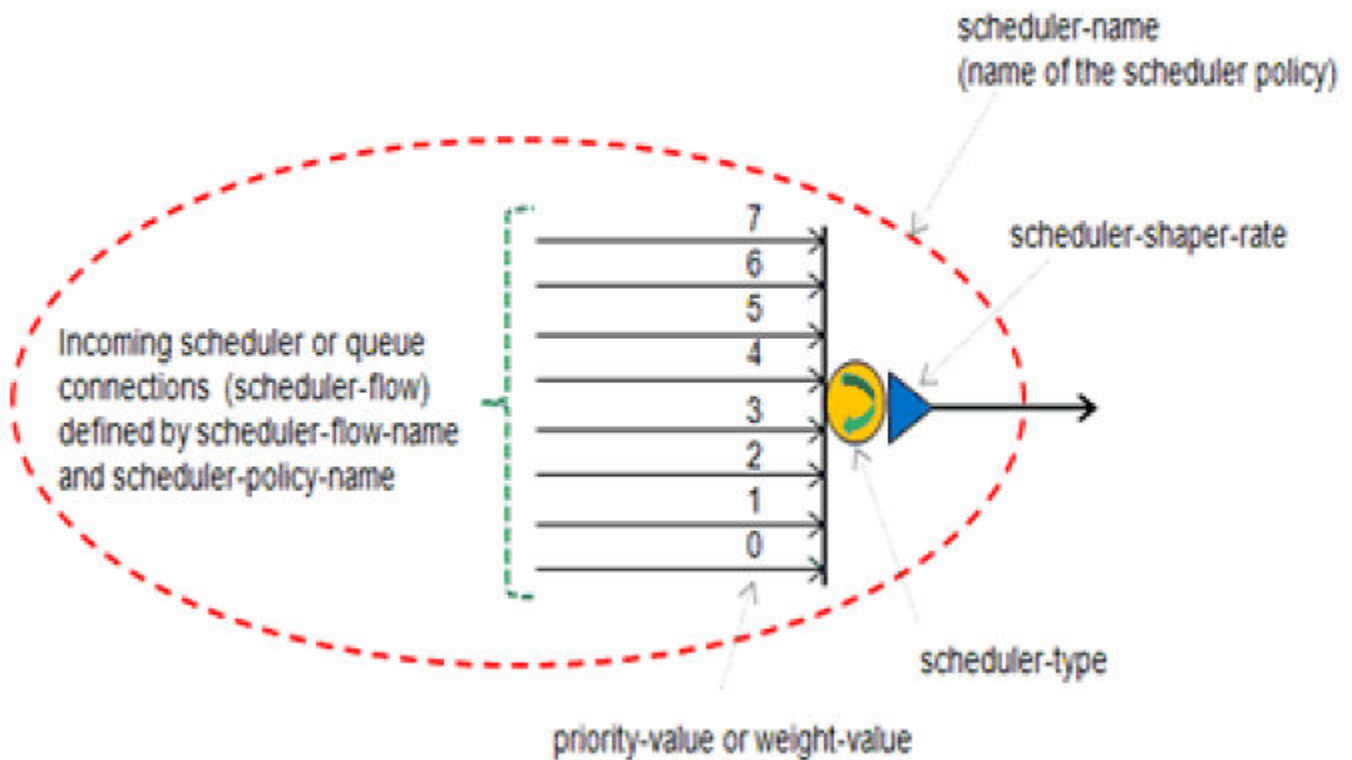 scheduler-name
(name of the scheduler policy)
scheduler-shaper-rate
7
6
5
4
3
2
1
0
Incoming scheduler or queue
connections (scheduler-flow)
defined by scheduler-flow-name
and scheduler-policy-name
scheduler-type
priority-value or weight-value